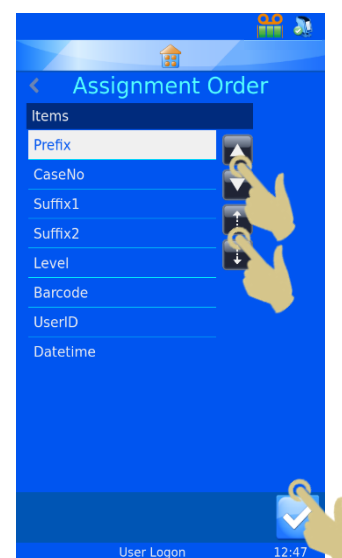 Assignment Order
Items
Prefix
CaseNo
Suffix1
Suffix2
Level
Barcode
UserID
Datetime
User Logon
12:47